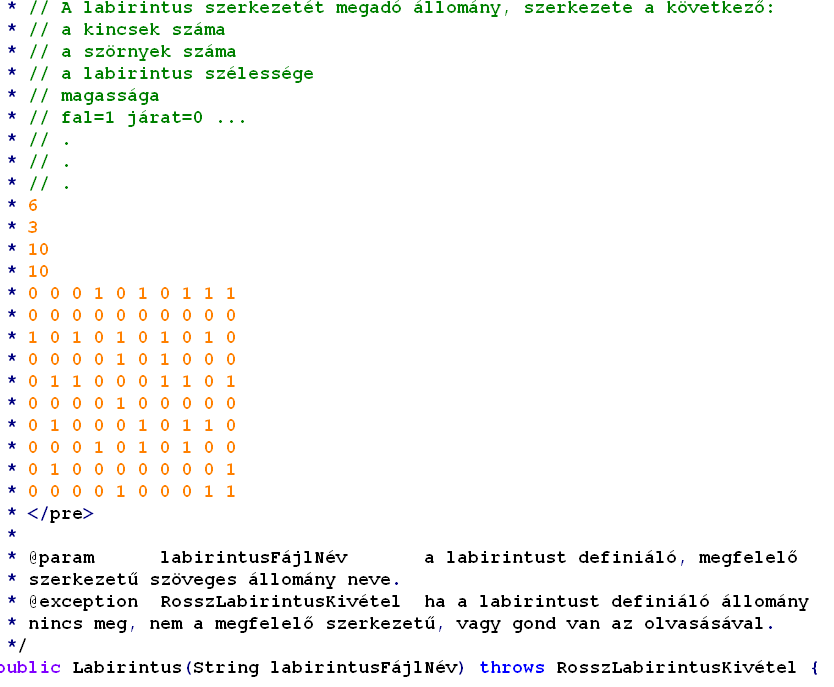 * // A labirintus szerkezetét megadó állomány, szerkezete a következő:
* // a kincsek száma
* // a szörnyek száma
* // a labirintus szélessége
* // magassága
* // fal=1 járat=0 ...
* // .
* // .
* // .
* 6
* 3
* 10
* 10
* 0 0 0 1 0 1 0 1 1 1
* 0 0 0 0 0 0 0 0 0 0
* 1 0 1 0 1 0 1 0 1 0
* 0 0 0 0 1 0 1 0 0 0
* 0 1 1 0 0 0 1 1 0 1
* 0 0 0 0 1 0 0 0 0 0
* 0 1 0 0 0 1 0 1 1 0
* 0 0 0 1 0 1 0 1 0 0
* 0 1 0 0 0 0 0 0 0 1
* 0 0 0 0 1 0 0 0 1 1
* </pre>
*
* @param      labirintusFájlNév       a labirintust definiáló, megfelelő
* szerkezetű szöveges állomány neve.
* @exception  RosszLabirintusKivétel  ha a labirintust definiáló állomány
* nincs meg, nem a megfelelő szerkezetű, vagy gond van az olvasásával.
*/
public Labirintus(String labirintusFájlNév) throws RosszLabirintusKivétel {